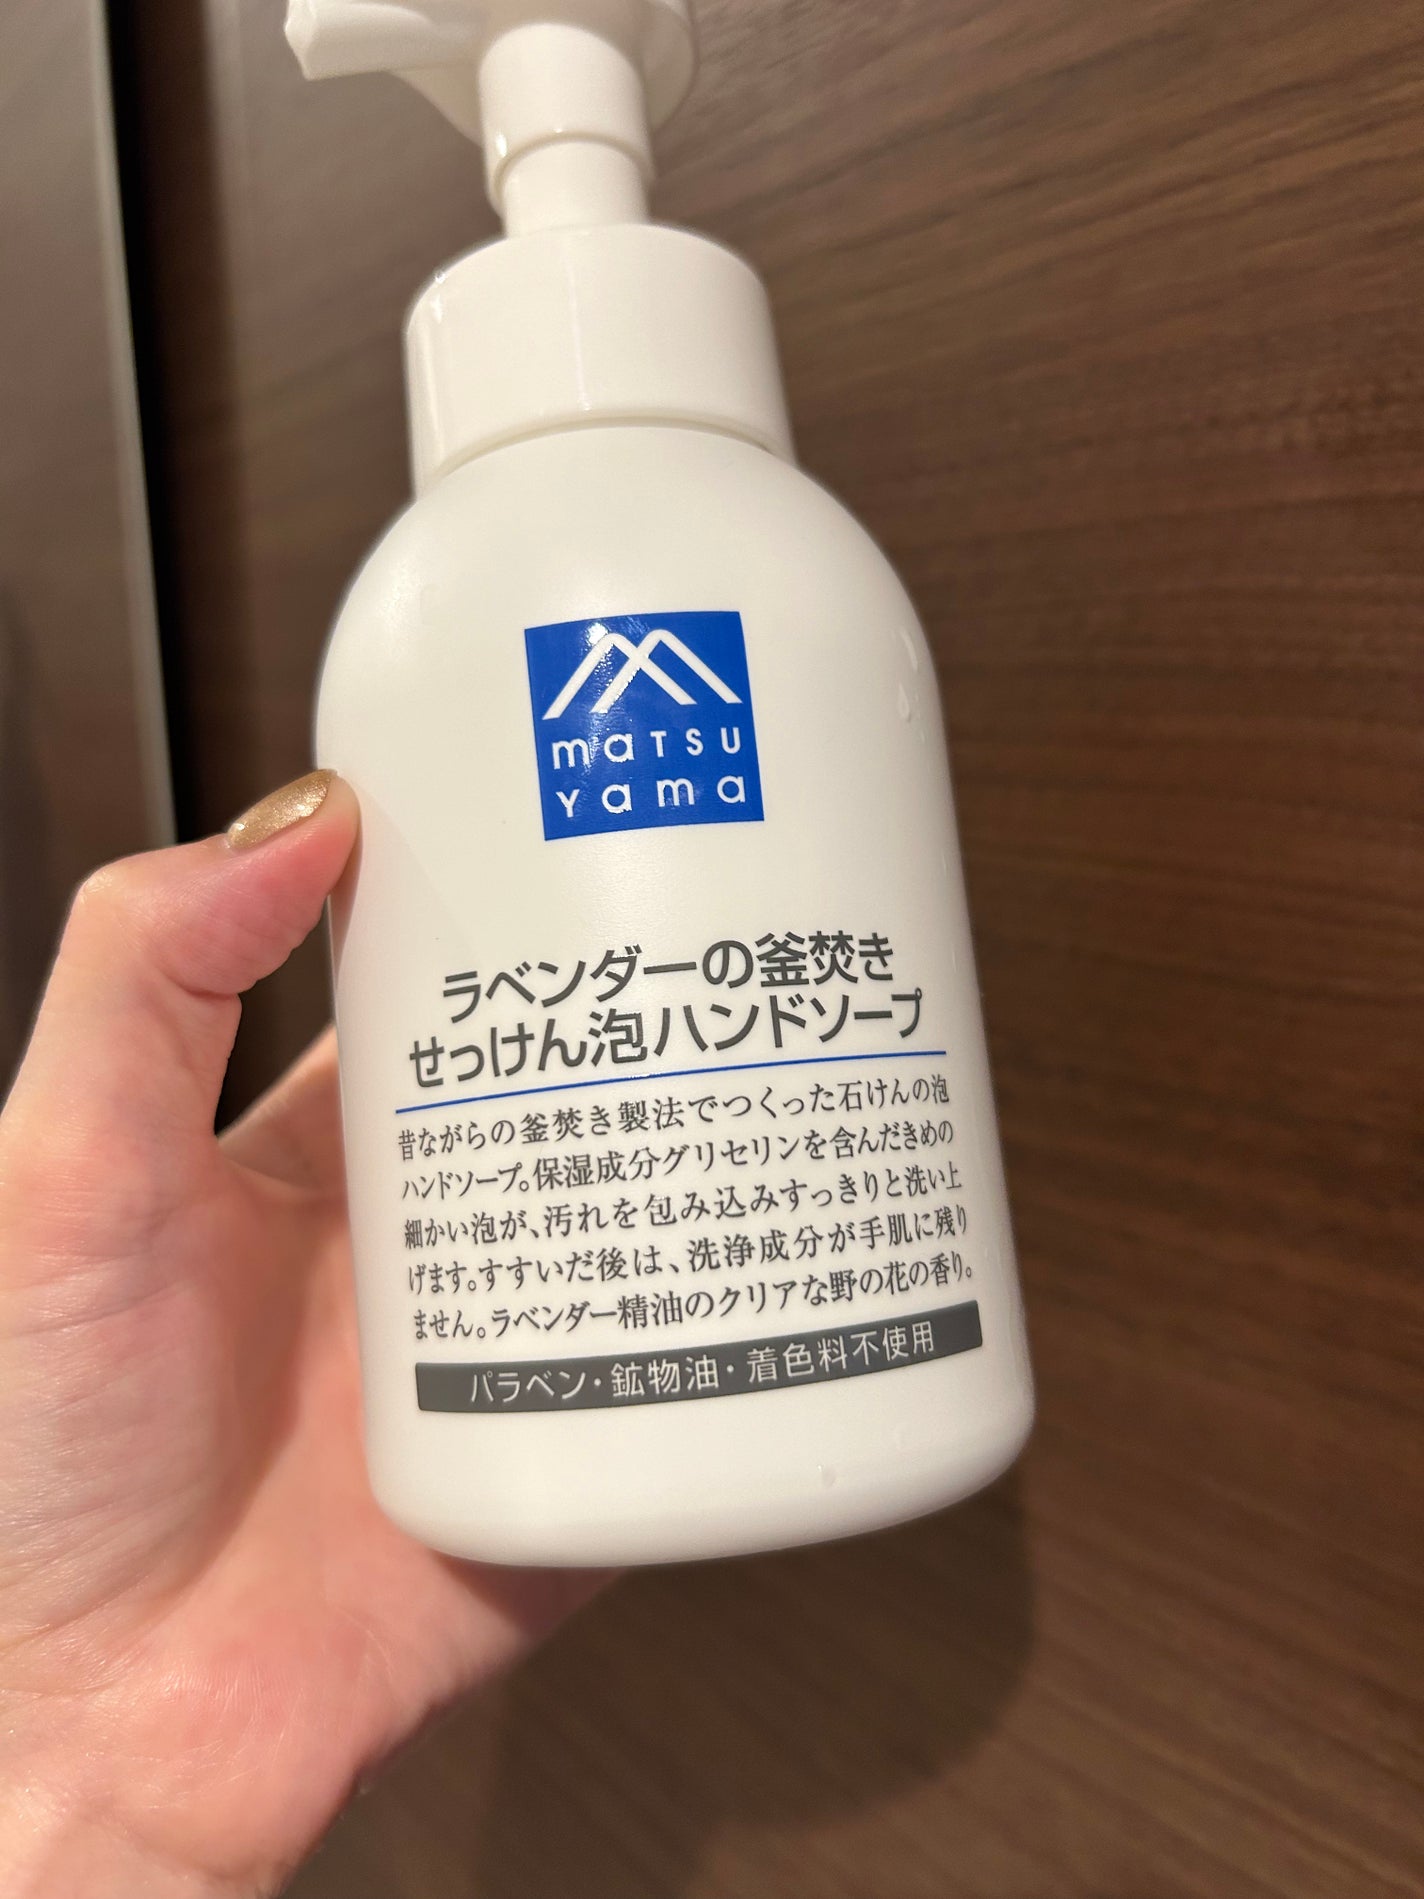 maTSU
Yama
ラベンダーの釜焚き
せっけん泡ハンドソープ
昔ながらの釜焚き製法でつくった石けんの泡
ハンドソープ。保湿成分グリセリンを含んだきめの
細かい泡が、汚れを包み込みすっきりと洗い上
げます。すすいだ後は、洗浄成分が手肌に残り
ません。ラベンダー精油のクリアな野の花の香り。
パラベン・鉱物油・着色料不使用